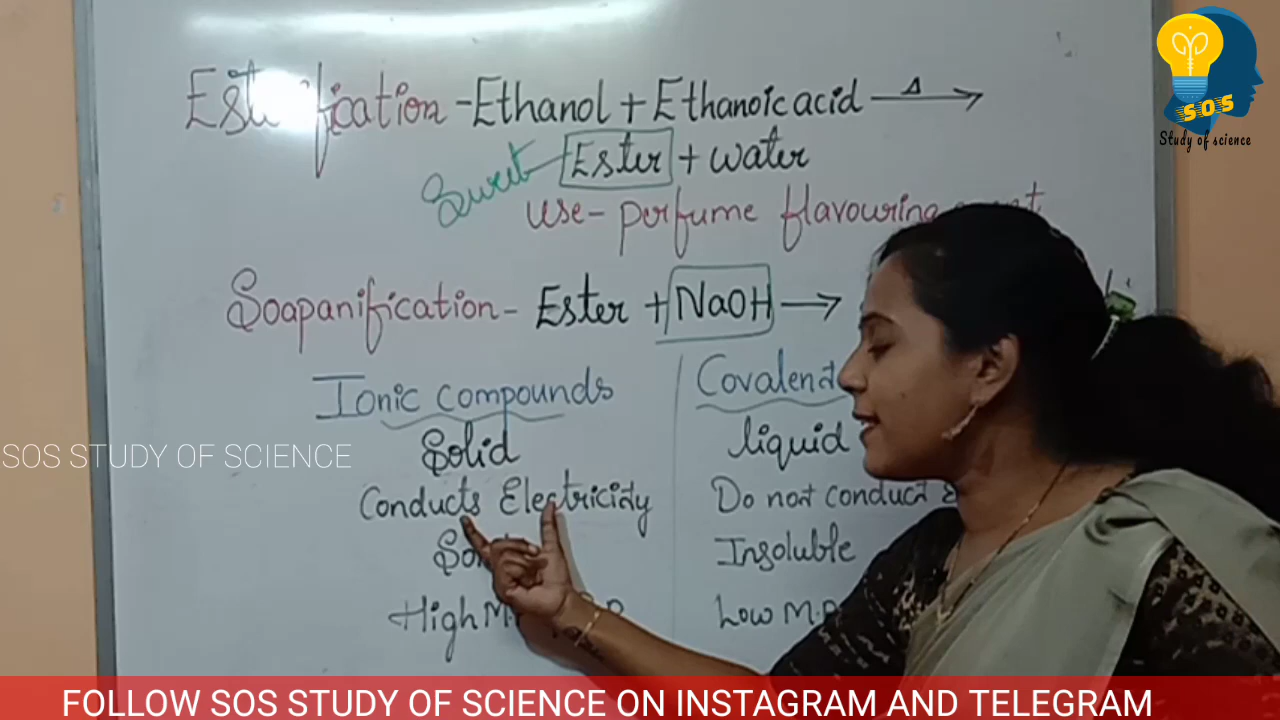 Esterification - Ethanol + Ethanoic acid —Δ→
Sweet Ester + water
use - perfume flavouring
Soapanification - Ester + NaOH →
Ionic compounds
Solid
Conducts Electricity
High M.P
Covalent
liquid
Do not conduct
Insoluble
Low M.P
SOS
Study of science
SOS STUDY OF SCIENCE
FOLLOW SOS STUDY OF SCIENCE ON INSTAGRAM AND TELEGRAM